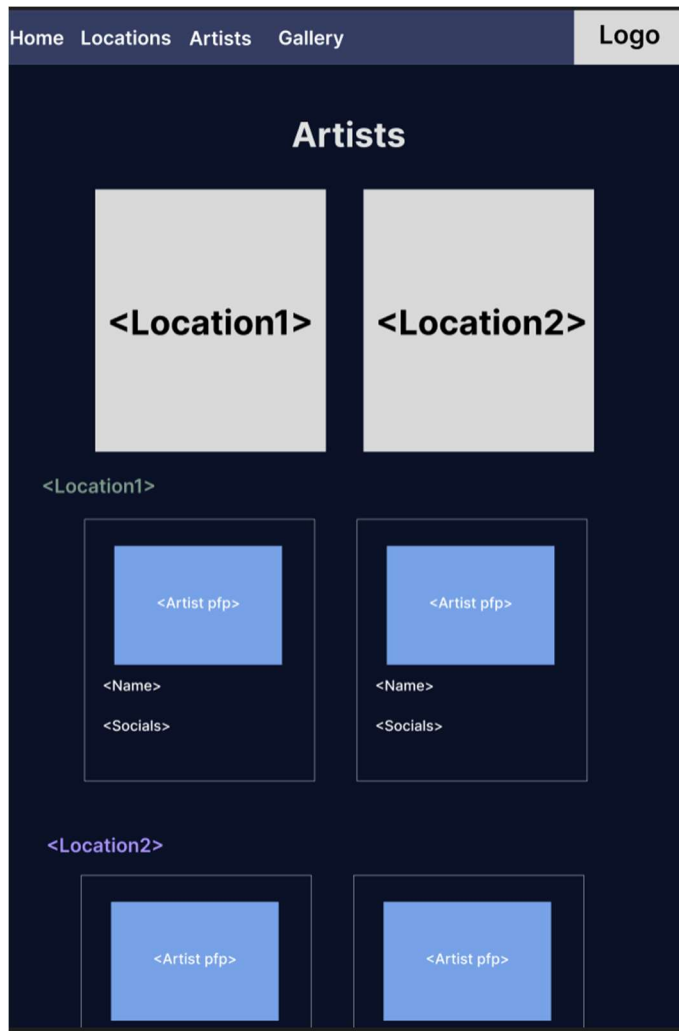 Home Locations Artists Gallery Logo
Artists
<Location1> <Location2>
<Location1>
<Artist pfp> <Artist pfp>
<Name> <Name>
<Socials> <Socials>
<Location2>
<Artist pfp> <Artist pfp>